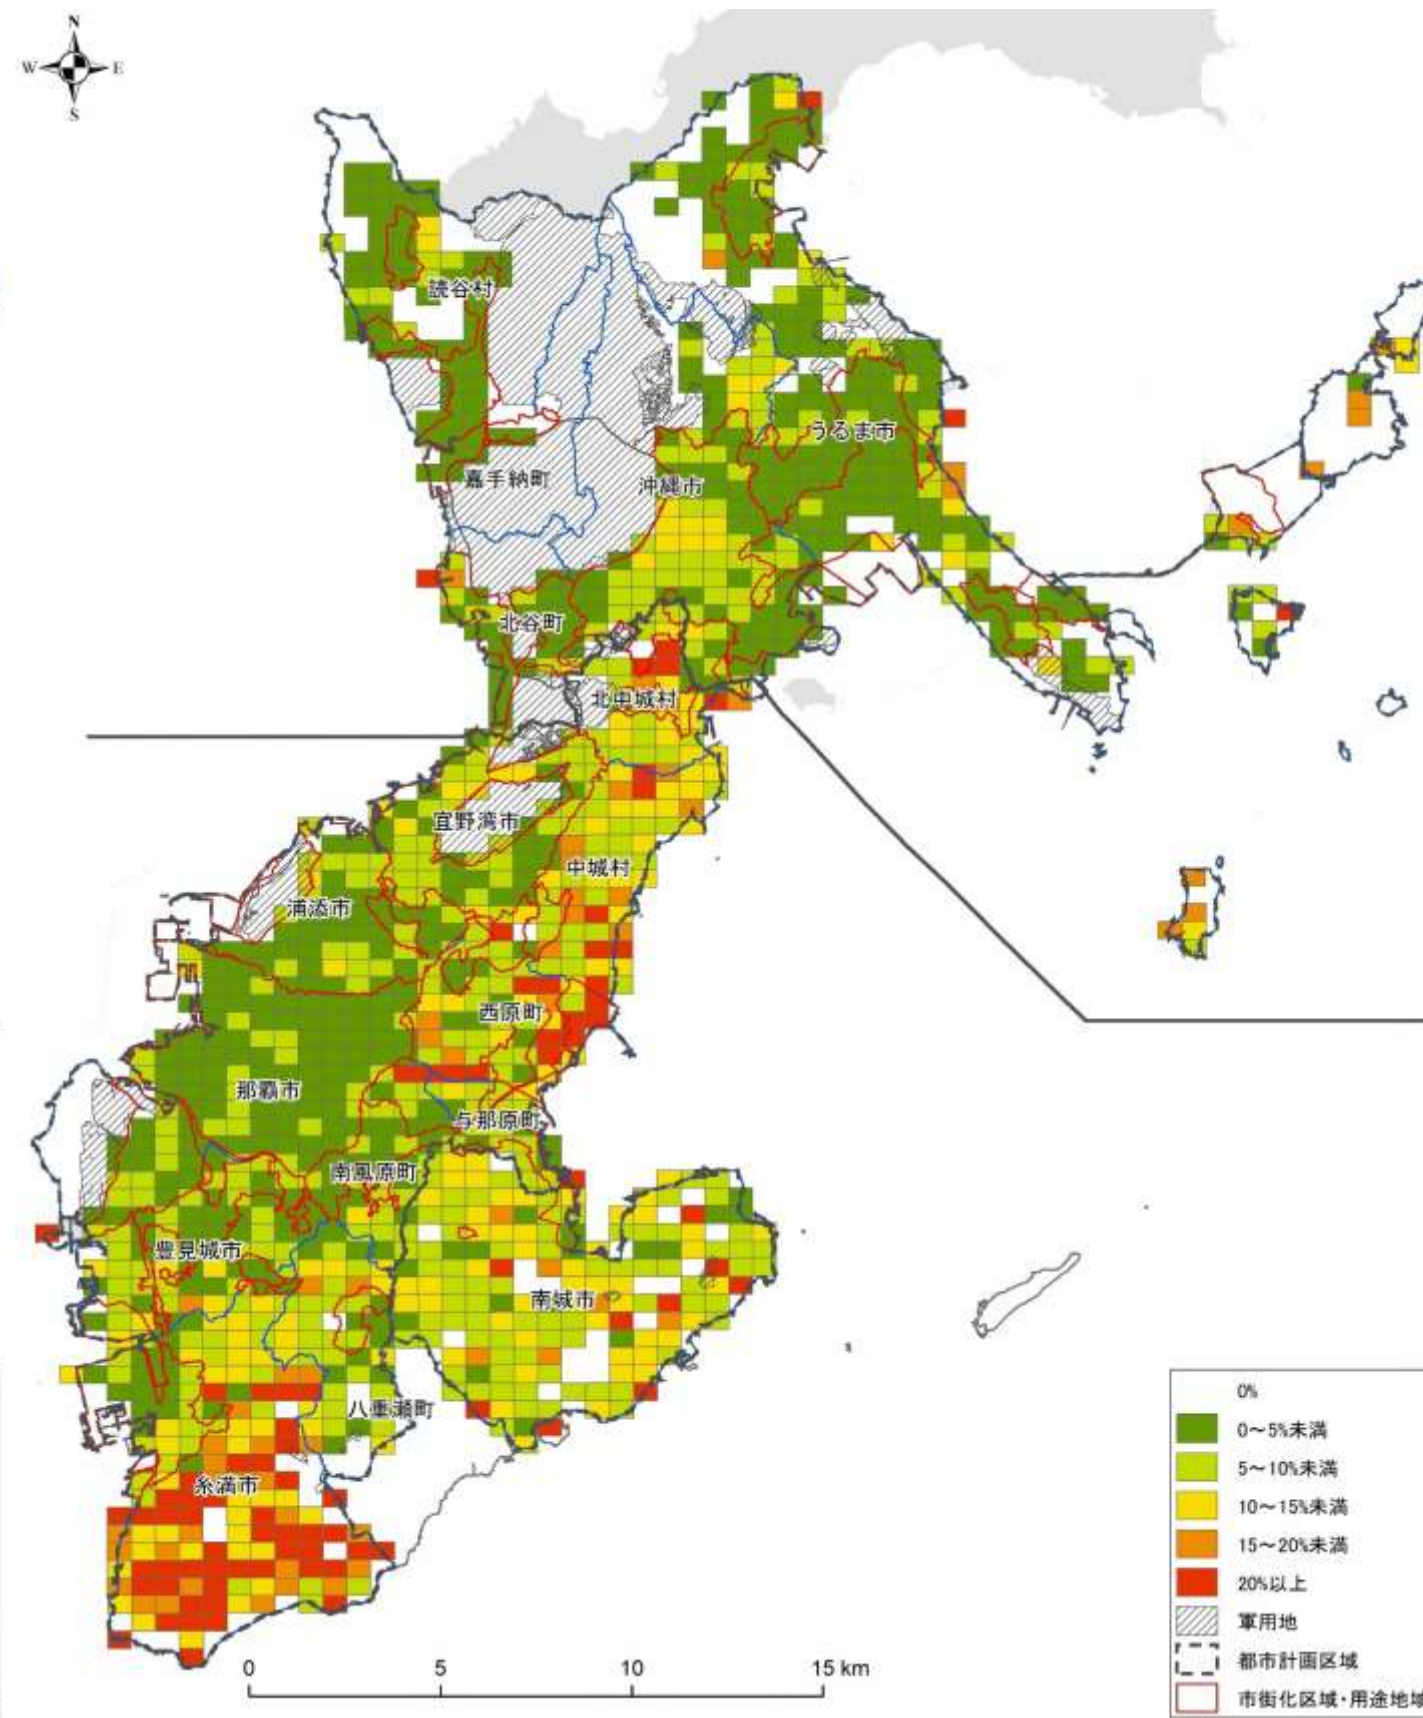 N
W E
S
読谷村
うるま市
嘉手納町
沖縄市
北谷町
北中城村
宜野湾市
中城村
浦添市
西原町
那覇市
与那原町
南風原町
豊見城市
南城市
八重瀬町
糸満市
0%
0～5%未満
5～10%未満
10～15%未満
15～20%未満
20%以上
軍用地
都市計画区域
市街化区域・用途地域
0 5 10 15 km